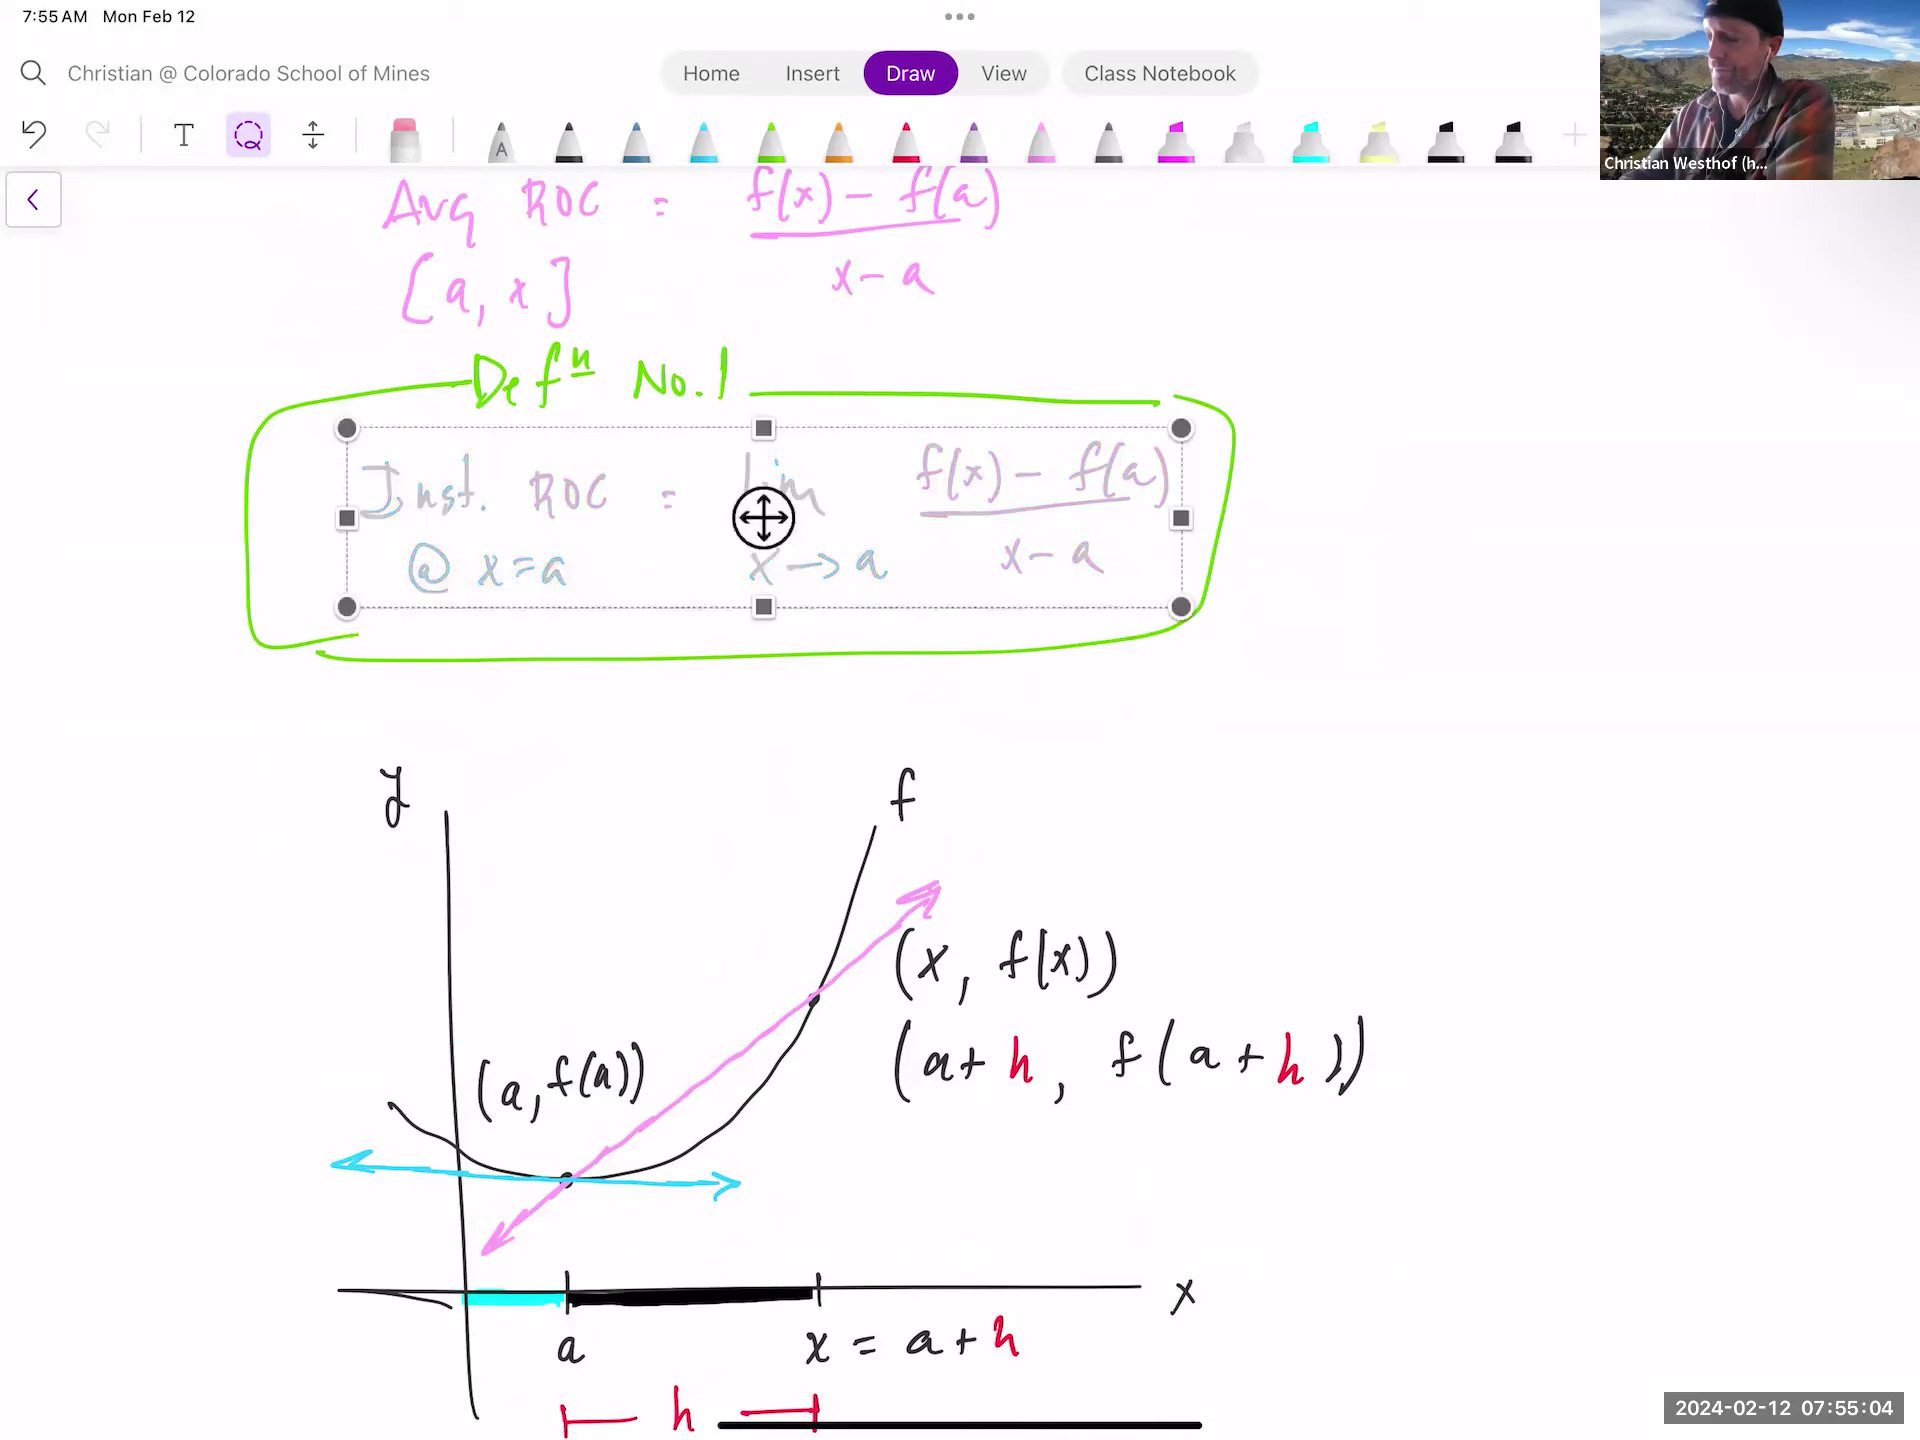 7:55 AM Mon Feb 12
Christian @ Colorado School of Mines
Home Insert Draw View Class Notebook
T
A
Christian Westhof (h...
Avg ROC = f(x) - f(a)
x - a
[a, x]
Defn No. 1
Inst. ROC = lim f(x) - f(a)
@ x = a x → a x - a
y
f
(x, f(x))
(a + h, f(a + h))
(a, f(a))
x
a
x = a + h
h
2024-02-12 07:55:04